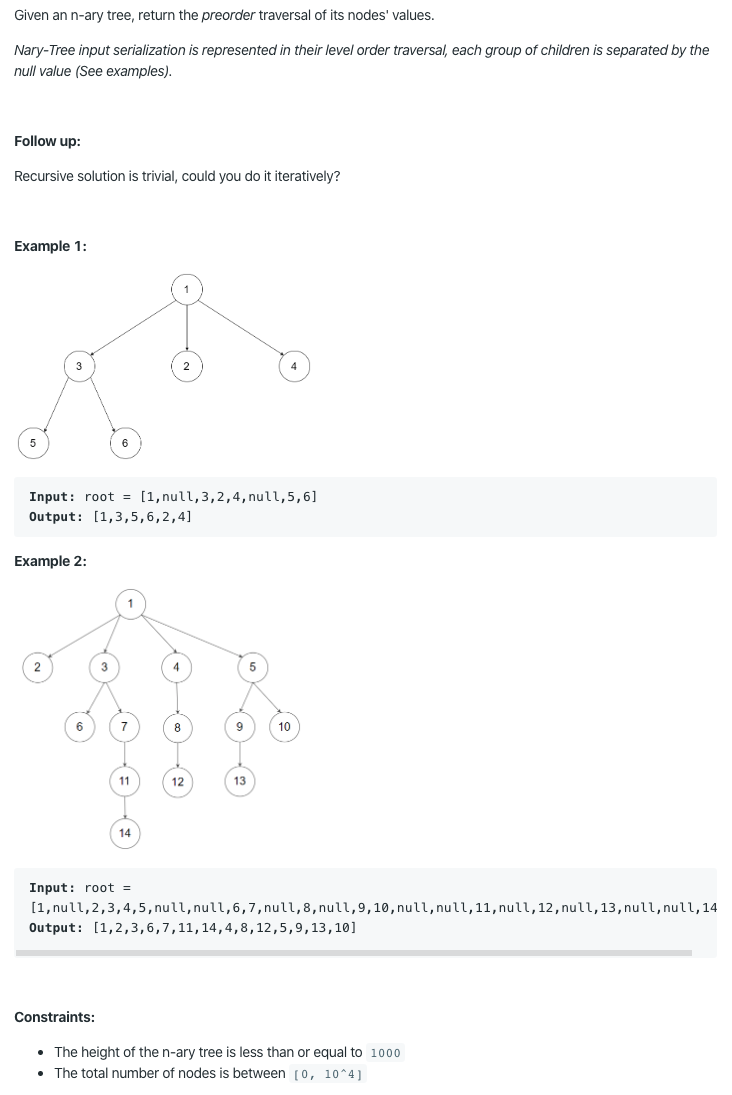 Given an n-ary tree, return the preorder traversal of its nodes' values.
Nary-Tree input serialization is represented in their level order traversal, each group of children is separated by the
null value (See examples).
Follow up:
Recursive solution is trivial, could you do it iteratively?
Example 1:
1
3 2 4
5 6
Input: root = [1,null,3,2,4,null,5,6]
Output: [1,3,5,6,2,4]
Example 2:
1
2 3 4 5
6 7 8 9 10
11 12 13
14
Input: root =
[1,null,2,3,4,5,null,null,6,7,null,8,null,9,10,null,null,11,null,12,null,13,null,null,14
Output: [1,2,3,6,7,11,14,4,8,12,5,9,13,10]
Constraints:
• The height of the n-ary tree is less than or equal to 1000
• The total number of nodes is between [0, 10^4]